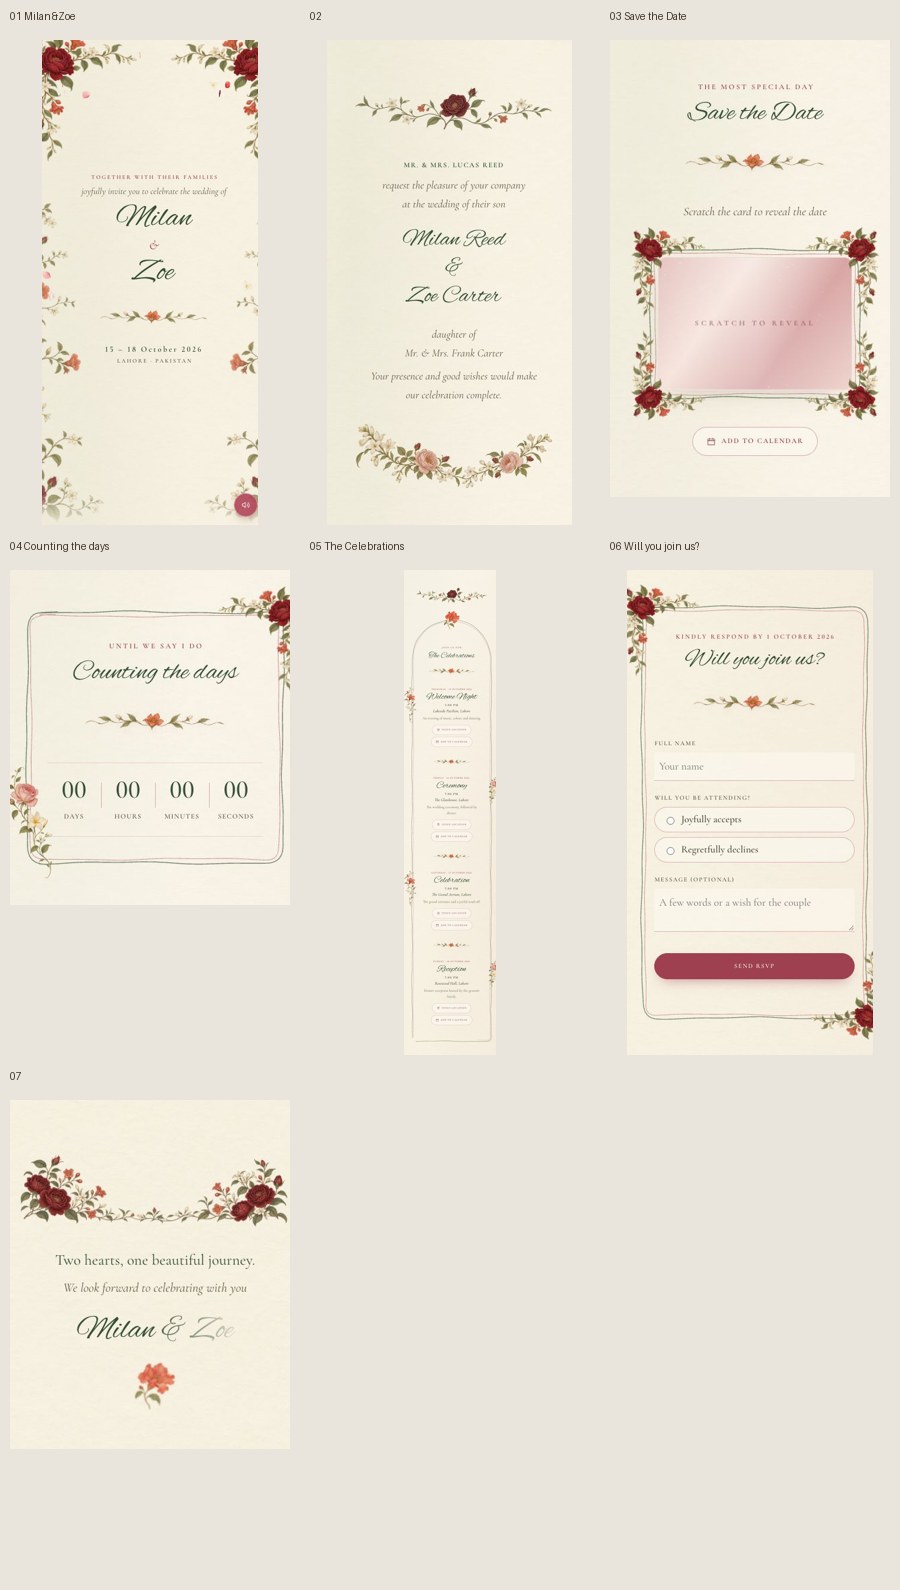 01 Milan&Zoe
TOGETHER WITH THEIR FAMILIES
joyfully invite you to celebrate the wedding of
Milan
&
Zoe
15 – 18 October 2026
LAHORE · PAKISTAN
02
MR. & MRS. LUCAS REED
request the pleasure of your company
at the wedding of their son
Milan Reed
&
Zoe Carter
daughter of
Mr. & Mrs. Frank Carter
Your presence and good wishes would make
our celebration complete.
03 Save the Date
THE MOST SPECIAL DAY
Save the Date
Scratch the card to reveal the date
SCRATCH TO REVEAL
ADD TO CALENDAR
04 Counting the days
UNTIL WE SAY I DO
Counting the days
00 00 00 00
DAYS HOURS MINUTES SECONDS
05 The Celebrations
The Celebrations
Welcome Night
Ceremony
Celebration
Reception
06 Will you join us?
KINDLY RESPOND BY 1 OCTOBER 2026
Will you join us?
FULL NAME
Your name
WILL YOU BE ATTENDING?
Joyfully accepts
Regretfully declines
MESSAGE (OPTIONAL)
A few words or a wish for the couple
SEND RSVP
07
Two hearts, one beautiful journey.
We look forward to celebrating with you
Milan & Zoe